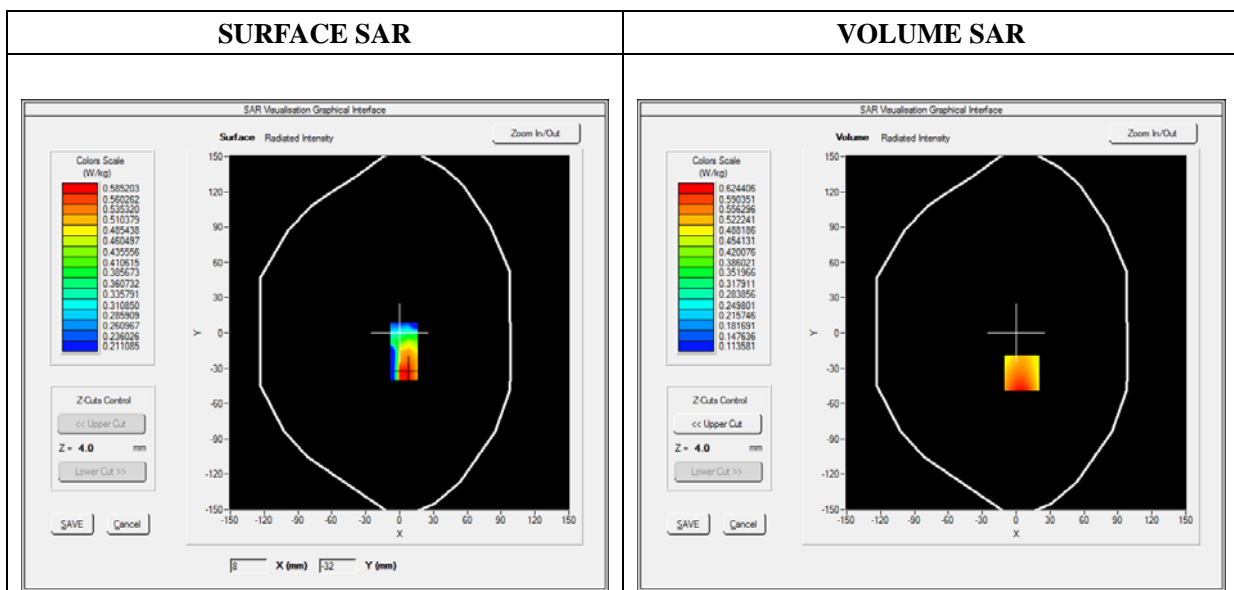 SURFACE SAR
VOLUME SAR
SAR Visualisation Graphical Interface
Surface Radiated Intensity
Zoom In/Out
Colors Scale
(W/kg)
0.585203
0.560262
0.535320
0.510379
0.485438
0.460497
0.435556
0.410615
0.385673
0.360732
0.335791
0.310850
0.285909
0.260967
0.236026
0.211085
Z-Cuts Control
<< Upper Cut
Z = 4.0 mm
Lower Cut >>
SAVE Cancel
150
120
90
60
30
0
-30
-60
-90
-120
-150
Y
-150 -120 -90 -60 -30 0 30 60 90 120 150
X
8 X (mm) -32 Y (mm)
SAR Visualisation Graphical Interface
Volume Radiated Intensity
Zoom In/Out
Colors Scale
(W/kg)
0.624406
0.590351
0.556296
0.522241
0.488186
0.454131
0.420076
0.386021
0.351966
0.317911
0.283856
0.249801
0.215746
0.181691
0.147636
0.113581
Z-Cuts Control
<< Upper Cut
Z = 4.0 mm
Lower Cut >>
SAVE Cancel
150
120
90
60
30
0
-30
-60
-90
-120
-150
Y
-150 -120 -90 -60 -30 0 30 60 90 120 150
X